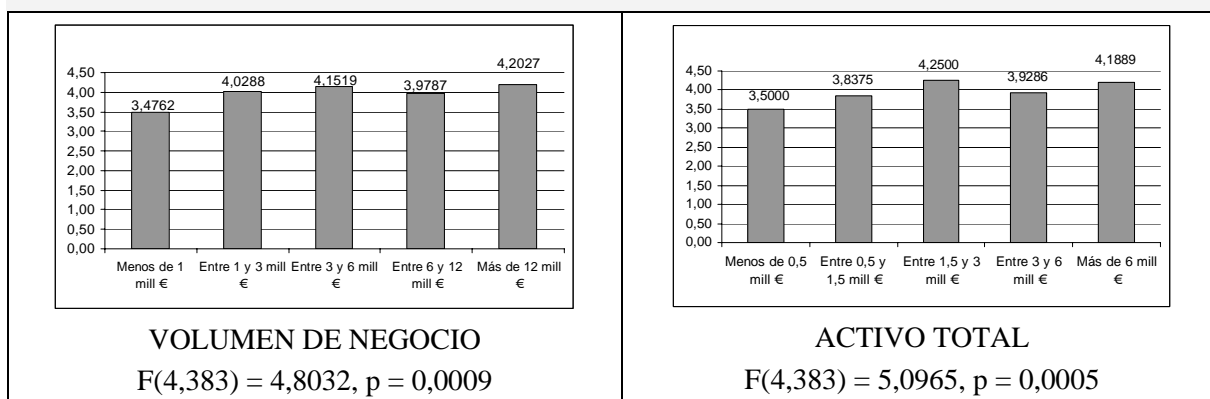 4,50
4,00
3,50
3,00
2,50
2,00
1,50
1,00
0,50
0,00
3,4762
4,0288
4,1519
3,9787
4,2027
Menos de 1
mill €
Entre 1 y 3 mill
€
Entre 3 y 6 mill
€
Entre 6 y 12
mill €
Más de 12 mill
€
VOLUMEN DE NEGOCIO
F(4,383) = 4,8032, p = 0,0009
4,50
4,00
3,50
3,00
2,50
2,00
1,50
1,00
0,50
0,00
3,5000
3,8375
4,2500
3,9286
4,1889
Menos de 0,5
mill €
Entre 0,5 y
1,5 mill €
Entre 1,5 y 3
mill €
Entre 3 y 6
mill €
Más de 6 mill
€
ACTIVO TOTAL
F(4,383) = 5,0965, p = 0,0005